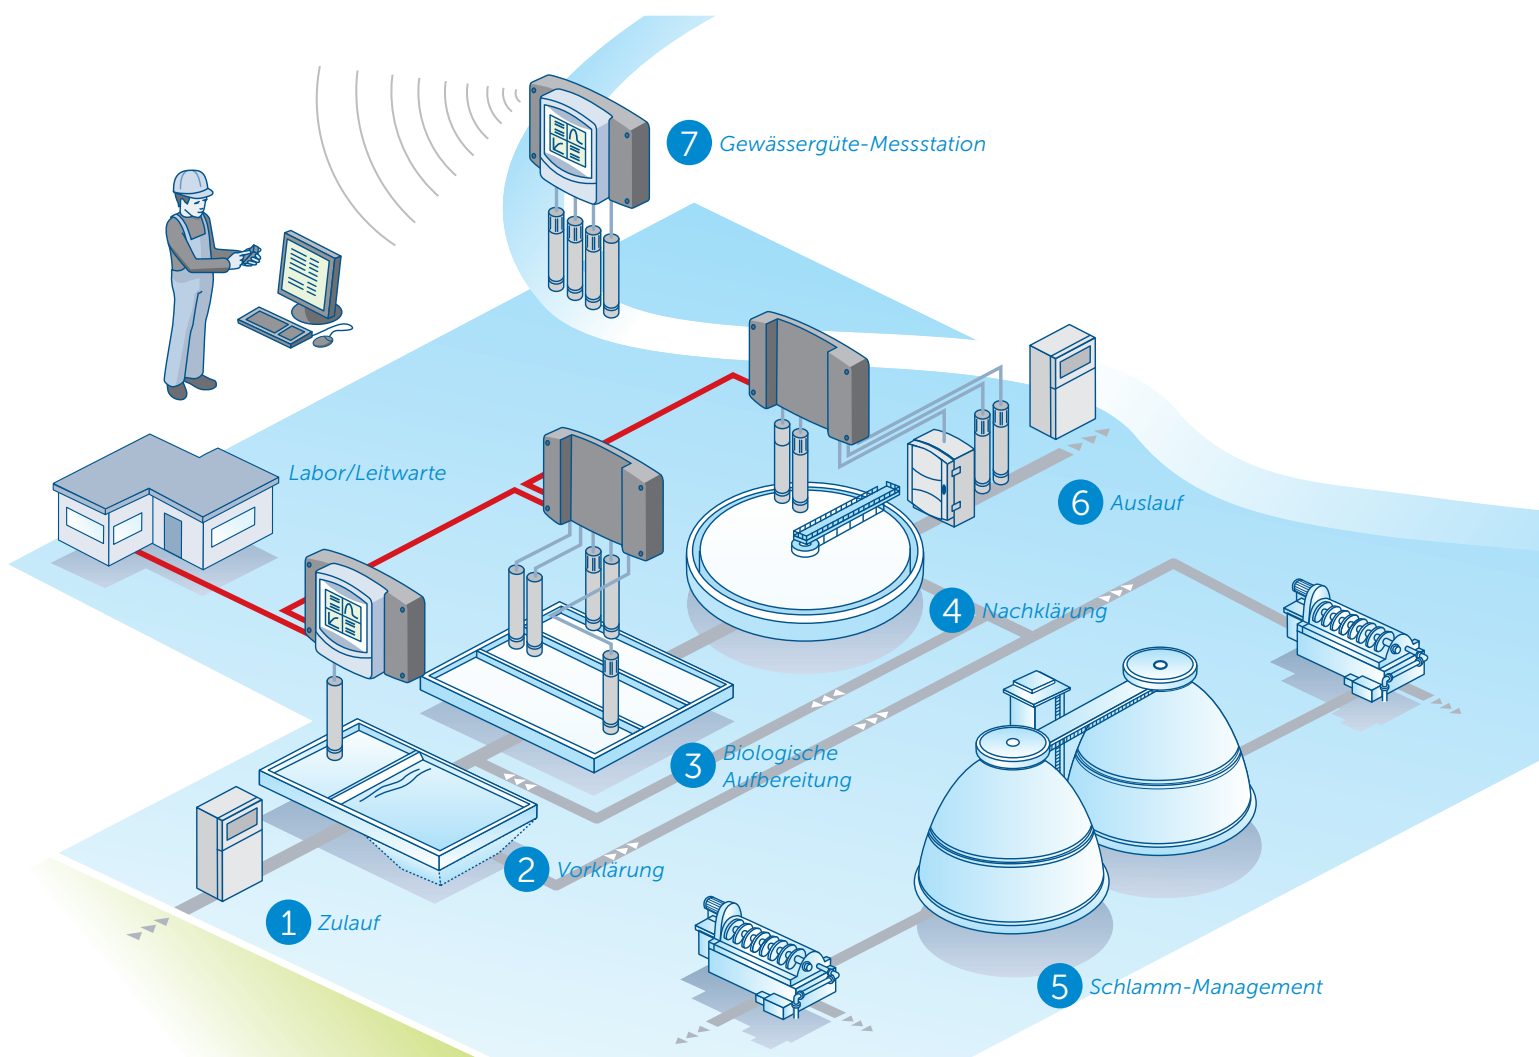 7 Gewässergüte-Messstation
Labor/Leitwarte
6 Auslauf
4 Nachklärung
3 Biologische
Aufbereitung
2 Vorklärung
1 Zulauf
5 Schlamm-Management